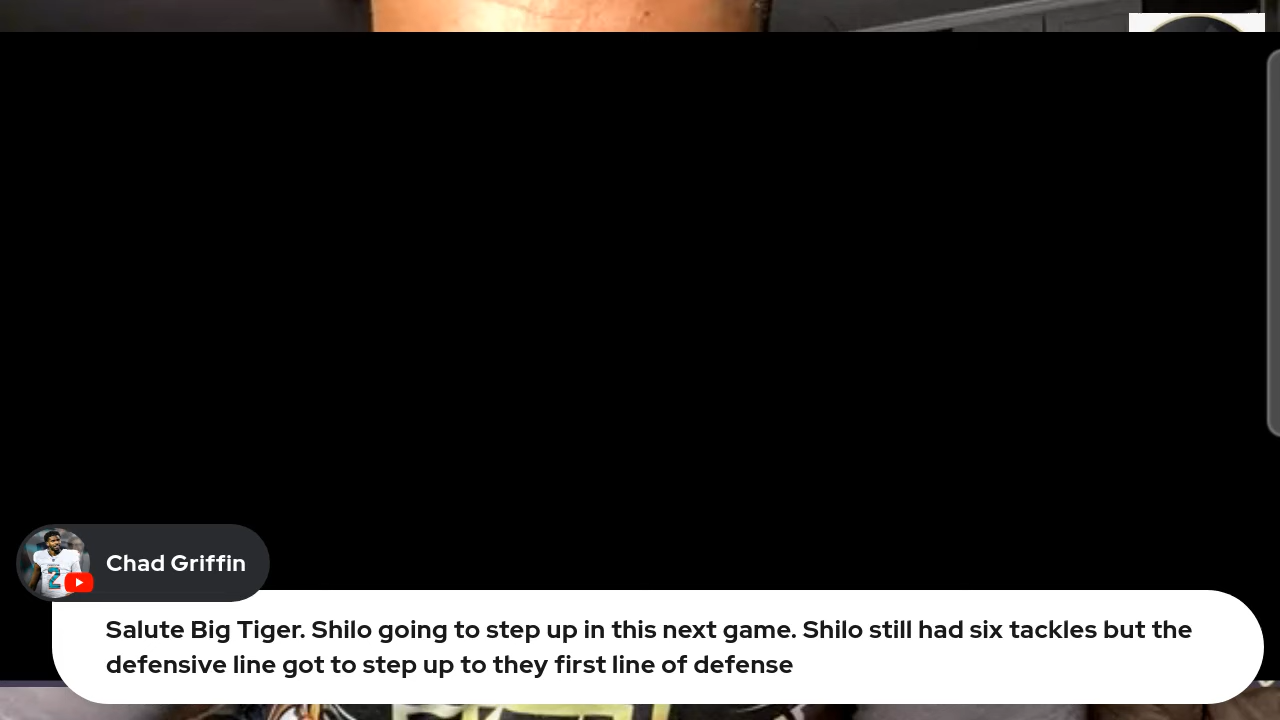 Chad Griffin
Salute Big Tiger. Shilo going to step up in this next game. Shilo still had six tackles but the
defensive line got to step up to they first line of defense